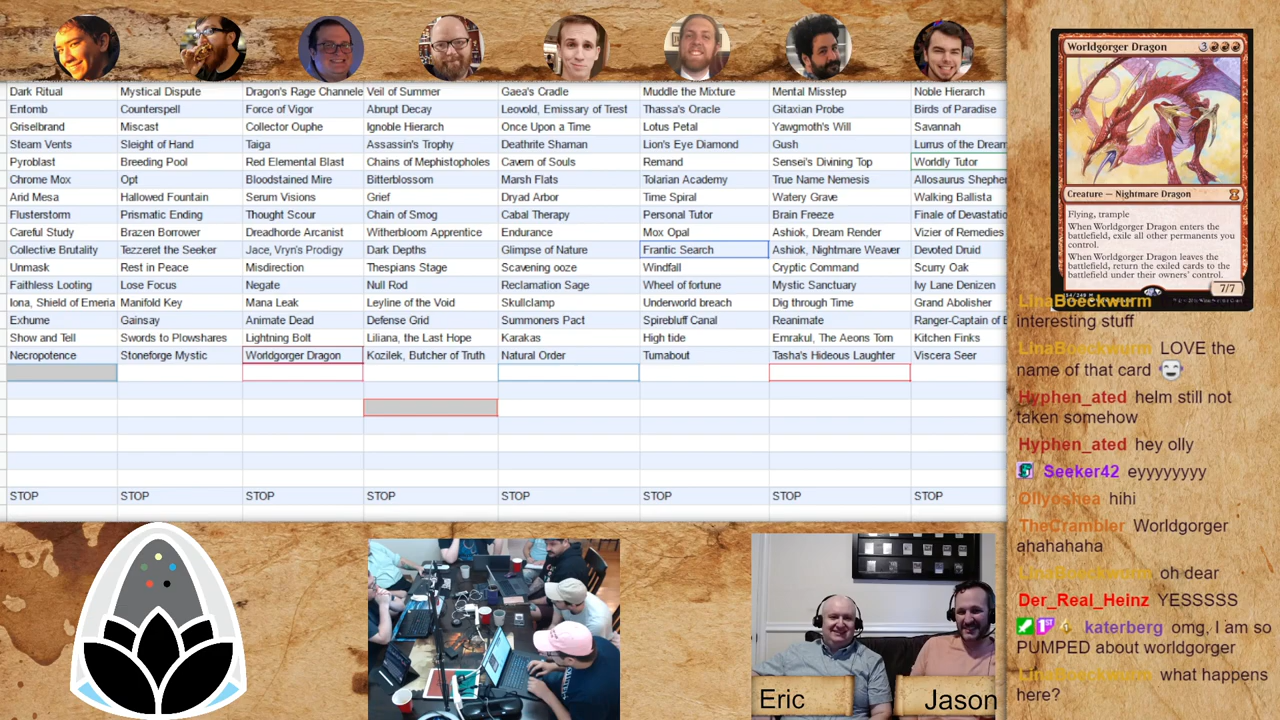 Dark Ritual Mystical Dispute Dragon's Rage Channele Veil of Summer Gaea's Cradle Muddle the Mixture Mental Misstep Noble Hierarch
Entomb Counterspell Force of Vigor Abrupt Decay Leovold, Emissary of Trest Thassa's Oracle Gitaxian Probe Birds of Paradise
Griselbrand Miscast Collector Ouphe Ignoble Hierarch Once Upon a Time Lotus Petal Yawgmoth's Will Savannah
Steam Vents Sleight of Hand Taiga Assassin's Trophy Deathrite Shaman Lion's Eye Diamond Gush Lurrus of the Dream
Pyroblast Breeding Pool Red Elemental Blast Chains of Mephistopheles Cavern of Souls Remand Sensei's Divining Top Worldly Tutor
Chrome Mox Opt Bloodstained Mire Bitterblossom Marsh Flats Tolarian Academy True Name Nemesis Allosaurus Shepher
Arid Mesa Hallowed Fountain Serum Visions Grief Dryad Arbor Time Spiral Watery Grave Walking Ballista
Flusterstorm Prismatic Ending Thought Scour Chain of Smog Cabal Therapy Personal Tutor Brain Freeze Finale of Devastatio
Careful Study Brazen Borrower Dreadhorde Arcanist Witherbloom Apprentice Endurance Mox Opal Ashiok, Dream Render Vizier of Remedies
Collective Brutality Tezzeret the Seeker Jace, Vryn's Prodigy Dark Depths Glimpse of Nature Frantic Search Ashiok, Nightmare Weaver Devoted Druid
Unmask Rest in Peace Misdirection Thespians Stage Scavening ooze Windfall Cryptic Command Scurry Oak
Faithless Looting Lose Focus Negate Null Rod Reclamation Sage Wheel of fortune Mystic Sanctuary Ivy Lane Denizen
Iona, Shield of Emeria Manifold Key Mana Leak Leyline of the Void Skullclamp Underworld breach Dig through Time Grand Abolisher
Exhume Gainsay Animate Dead Defense Grid Summoners Pact Spirebluff Canal Reanimate Ranger-Captain of E
Show and Tell Swords to Plowshares Lightning Bolt Liliana, the Last Hope Karakas High tide Emrakul, The Aeons Torn Kitchen Finks
Necropotence Stoneforge Mystic Worldgorger Dragon Kozilek, Butcher of Truth Natural Order Turnabout Tasha's Hideous Laughter Viscera Seer
STOP STOP STOP STOP STOP STOP STOP STOP
Eric
Jason
Worldgorger Dragon 3
Creature — Nightmare Dragon
Flying, trample
When Worldgorger Dragon enters the
battlefield, exile all other permanents you
control.
When Worldgorger Dragon leaves the
battlefield, return the exiled cards to the
battlefield under their owners' control.
7/7
LinaBoeckwurm
interesting stuff
LinaBoeckwurm LOVE the
name of that card
Hyphen_ated helm still not
taken somehow
Hyphen_ated hey olly
Seeker42 eyyyyyyyy
Ollyoshea hihi
TheCrambler Worldgorger
ahahahaha
LinaBoeckwurm oh dear
Der_Real_Heinz YESSSSS
1ST katerberg omg, I am so
PUMPED about worldgorger
LinaBoeckwurm what happens
here?